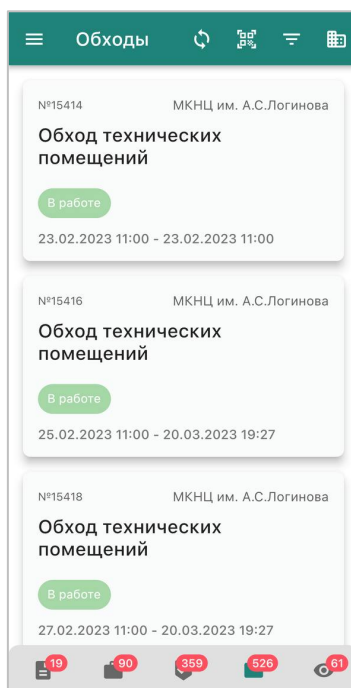 Обходы
№15414 МКНЦ им. А.С.Логинова
Обход технических
помещений
В работе
23.02.2023 11:00 - 23.02.2023 11:00
№15416 МКНЦ им. А.С.Логинова
Обход технических
помещений
В работе
25.02.2023 11:00 - 20.03.2023 19:27
№15418 МКНЦ им. А.С.Логинова
Обход технических
помещений
В работе
27.02.2023 11:00 - 20.03.2023 19:27
19 90 359 526 61